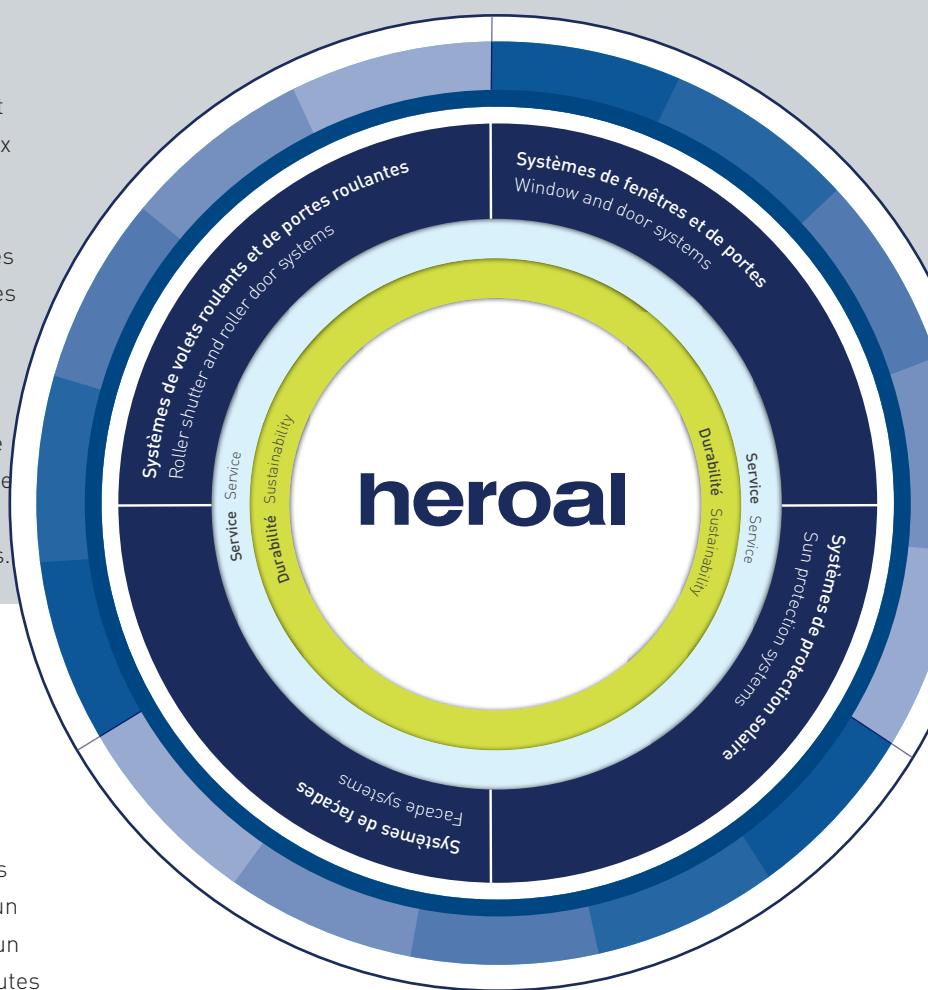 Systèmes de volets roulants et de portes roulantes
Roller shutter and roller door systems
Systèmes de fenêtres et de portes
Window and door systems
Service Service
Durabilité Sustainability
heroal
Durabilité Sustainability
Service Service
Systèmes de protection solaire
Sun protection systems
Facade systems
Systèmes de façades
un
un